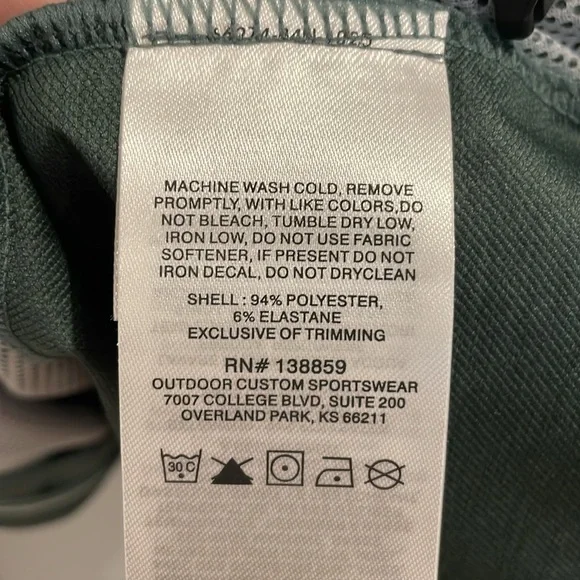 MACHINE WASH COLD, REMOVE
PROMPTLY, WITH LIKE COLORS,DO
NOT BLEACH, TUMBLE DRY LOW,
IRON LOW, DO NOT USE FABRIC
SOFTENER, IF PRESENT DO NOT
IRON DECAL, DO NOT DRYCLEAN
SHELL : 94% POLYESTER,
6% ELASTANE
EXCLUSIVE OF TRIMMING
RN# 138859
OUTDOOR CUSTOM SPORTSWEAR
7007 COLLEGE BLVD, SUITE 200
OVERLAND PARK, KS 66211
30 C